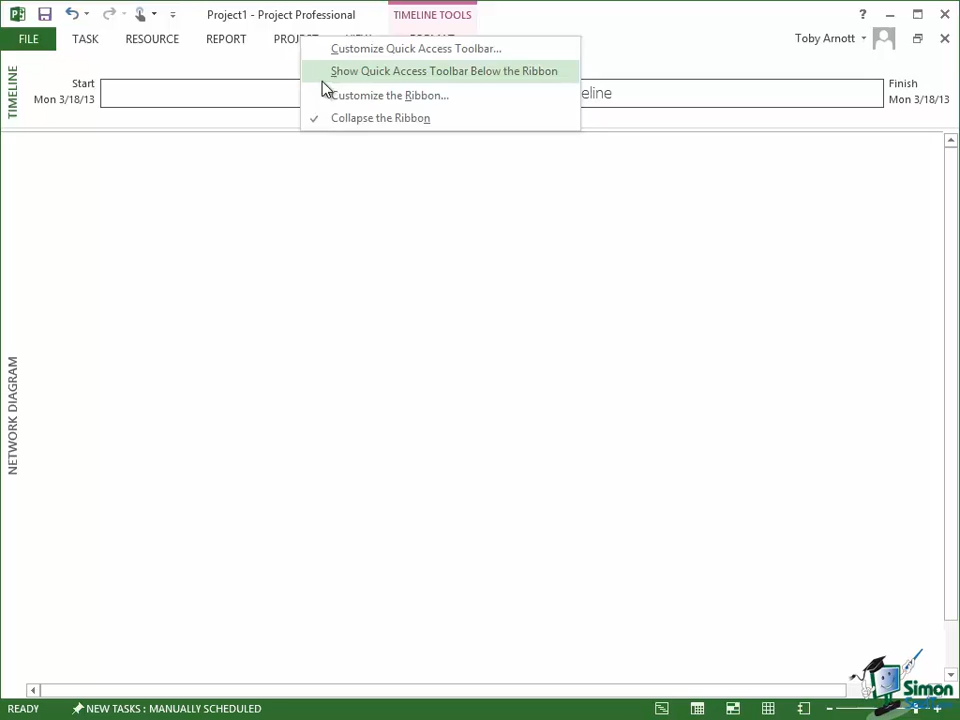 Project1 - Project Professional
TIMELINE TOOLS
?
FILE
TASK
RESOURCE
REPORT
Toby Arnott
Customize Quick Access Toolbar...
Show Quick Access Toolbar Below the Ribbon
Customize the Ribbon...
Collapse the Ribbon
TIMELINE
Start
Mon 3/18/13
Finish
Mon 3/18/13
NETWORK DIAGRAM
Simon
READY
NEW TASKS : MANUALLY SCHEDULED